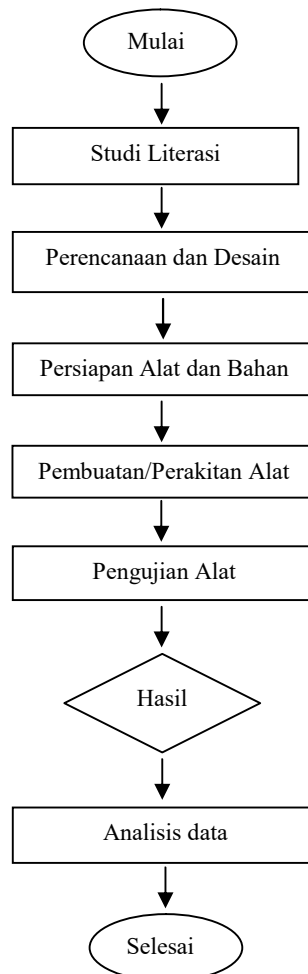 Mulai
Studi Literasi
Perencanaan dan Desain
Persiapan Alat dan Bahan
Pembuatan/Perakitan Alat
Pengujian Alat
Hasil
Analisis data
Selesai